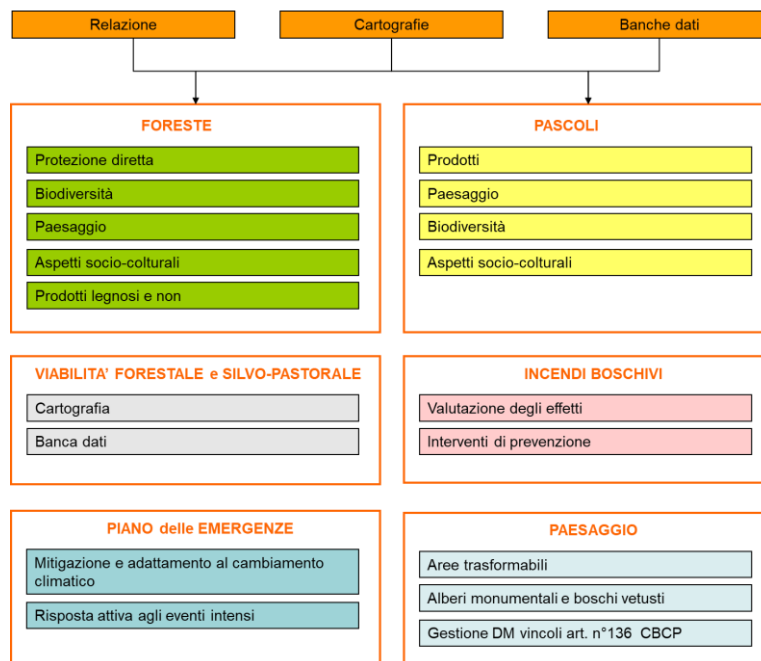 Relazione
Cartografie
Banche dati
FORESTE
Protezione diretta
Biodiversità
Paesaggio
Aspetti socio-colturali
Prodotti legnosi e non
PASCOLI
Prodotti
Paesaggio
Biodiversità
Aspetti socio-colturali
VIABILITA' FORESTALE e SILVO-PASTORALE
Cartografia
Banca dati
INCENDI BOSCHIVI
Valutazione degli effetti
Interventi di prevenzione
PIANO delle EMERGENZE
Mitigazione e adattamento al cambiamento
climatico
Risposta attiva agli eventi intensi
PAESAGGIO
Aree trasformabili
Alberi monumentali e boschi vetusti
Gestione DM vincoli art. n°136 CBCP